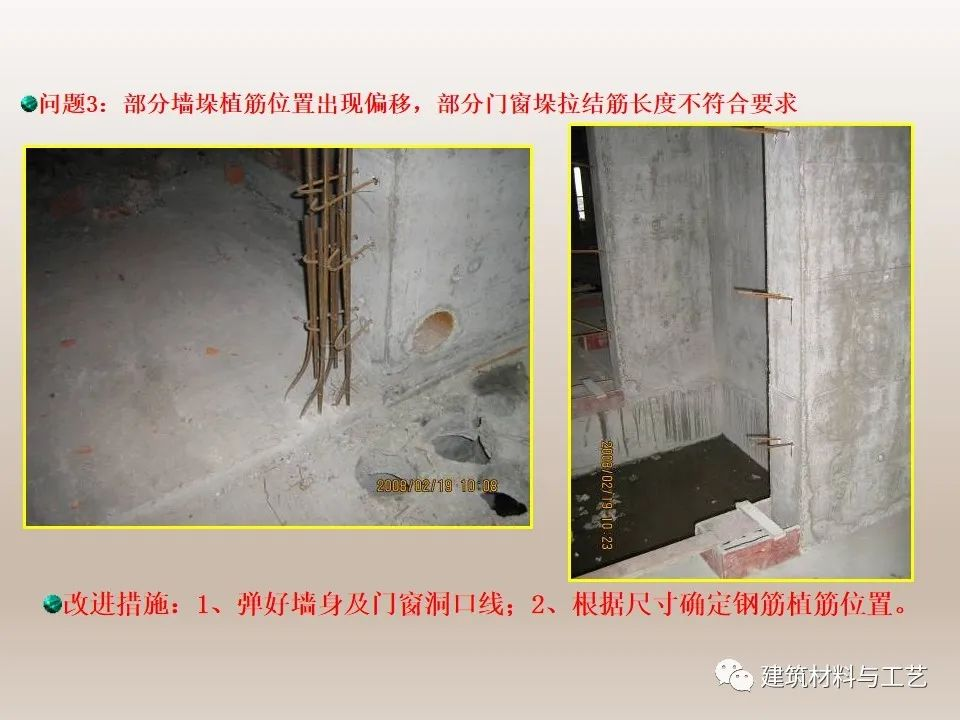 问题3：部分墙垛植筋位置出现偏移，部分门窗垛拉结筋长度不符合要求
2009/02/19 10:08
2009/02/19 10:23
改进措施：1、弹好墙身及门窗洞口线；2、根据尺寸确定钢筋植筋位置。
建筑材料与工艺